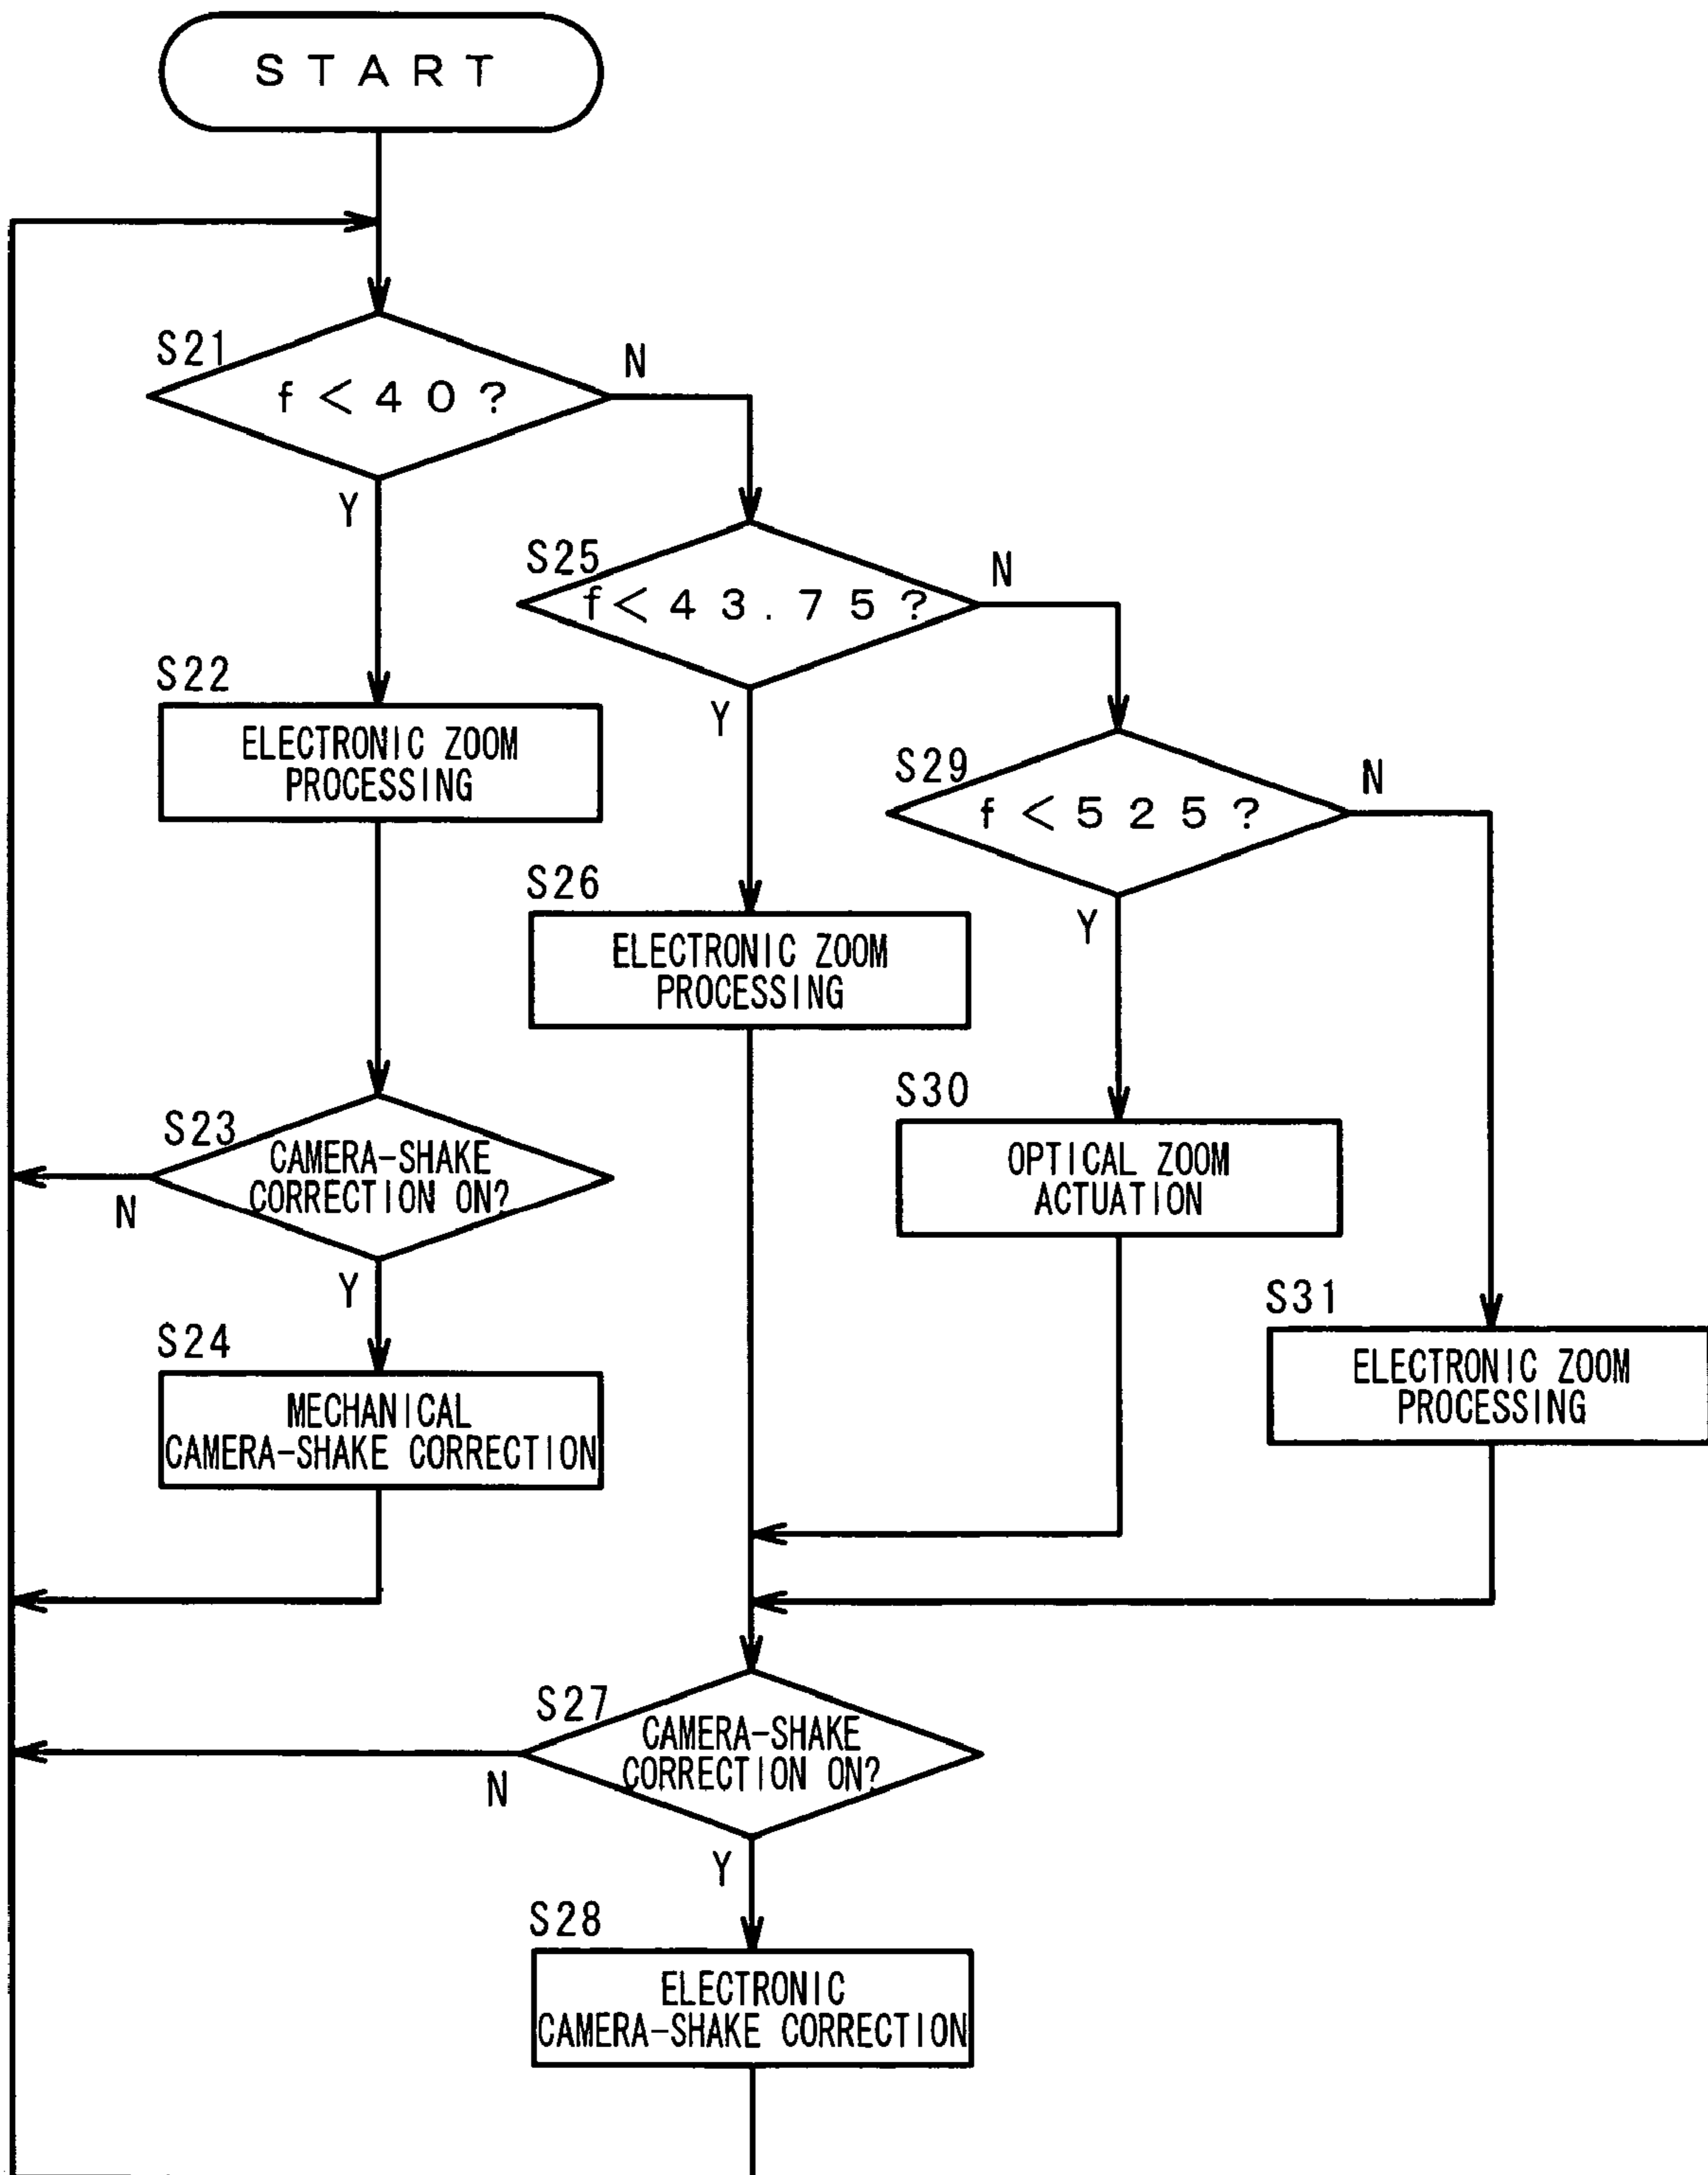 START
S21
f<40?
N
Y
S25
f<43.75?
N
Y
S22
ELECTRONIC ZOOM
PROCESSING
S29
f<525?
N
Y
S26
ELECTRONIC ZOOM
PROCESSING
S23
CAMERA-SHAKE
CORRECTION ON?
N
Y
S30
OPTICAL ZOOM
ACTUATION
S24
MECHANICAL
CAMERA-SHAKE CORRECTION
S31
ELECTRONIC ZOOM
PROCESSING
S27
CAMERA-SHAKE
CORRECTION ON?
N
Y
S28
ELECTRONIC
CAMERA-SHAKE CORRECTION